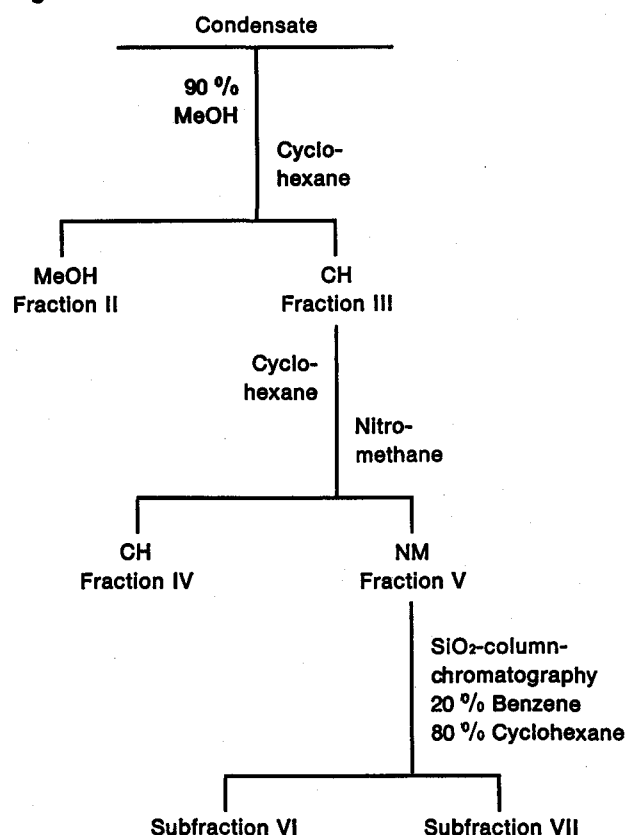 Condensate
90 %
MeOH
Cyclo-
hexane
MeOH
Fraction II
CH
Fraction III
Cyclo-
hexane
Nitro-
methane
CH
Fraction IV
NM
Fraction V
SiO₂-column-
chromatography
20 % Benzene
80 % Cyclohexane
Subfraction VI
Subfraction VII